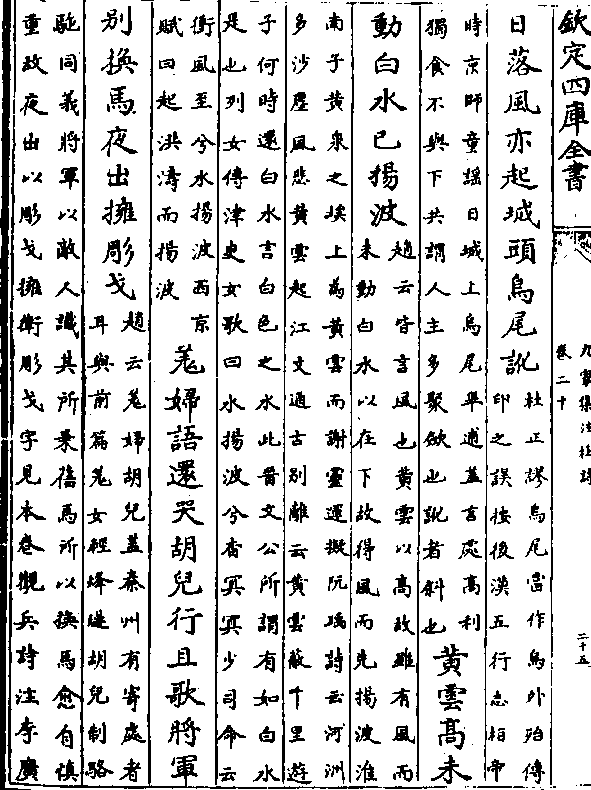 欽定四庫全書
九家集注杜詩
卷二十
二十五
日落風亦起城頭烏尾訛
杜正謬烏尾當作烏外殆傳
印之誤按後漢五行志桓帝
時京師童謡曰城上烏尾畢逋蓋言處髙利
獨食不與下共謂人主多聚斂也訛者斜也
黄雲髙未
動白水已揚波
趙云皆言風也黄雲以髙故雖有風而
未動白水以在下故得風而先揚波淮
南子黄泉之埃上為黄雲而謝靈運擬阮瑀詩云河洲
多沙塵風悲黄雲起江文通古别離云黄雲蔽千里遊
子何時還白水言白色之水此晉文公所謂有如白水
是也列女傳津吏女歌曰水揚波兮杳冥冥少司命云
衝風至兮水揚波西京
賦曰起洪濤而揚波
羗婦語還哭胡兒行且歌將軍
别換馬夜出擁彫戈
趙云羗婦胡兒蓋秦州有寄處者
耳與前篇羗女輕烽燧胡兒制駱
駝同義將軍以敵人識其所乗舊馬所以換馬愈自慎
重故夜出以彫戈擁衛彫戈字見本卷觀兵詩注李廣